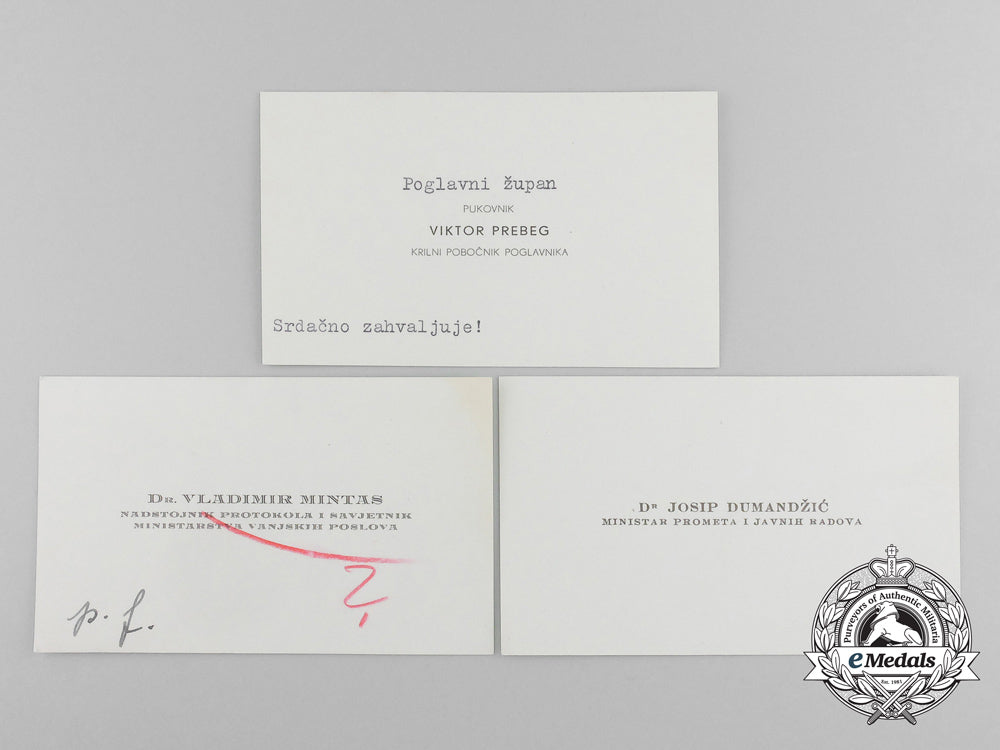 Poglavni župan
PUKOVNIK
VIKTOR PREBEG
KRILNI POBOČNIK POGLAVNIKA
Srdačno zahvaljuje!
Dr. VLADIMIR MINTAS
NADSTOJNIK PROTOKOLA I SAVJETNIK
MINISTARSTVA VANJSKIH POSLOVA
?
p. f.
Dr JOSIP DUMANDŽIĆ
MINISTAR PROMETA I JAVNIH RADOVA
Purveyors of Authentic Militaria
eMedals
Est. 1981